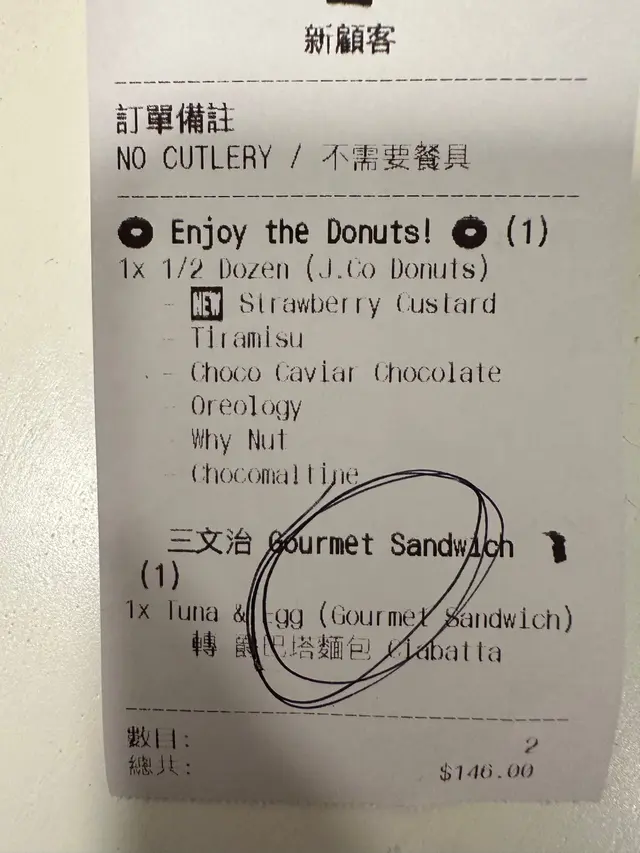 新顧客
訂單備註
NO CUTLERY / 不需要餐具
Enjoy the Donuts! (1)
1x 1/2 Dozen (J.Co Donuts)
- NEW Strawberry Custard
- Tiramisu
- Choco Caviar Chocolate
- Oreology
- Why Nut
- Chocomaltine
三文治 Gourmet Sandwich
(1)
1x Tuna & Egg (Gourmet Sandwich)
轉 爵巴塔麵包 Ciabatta
數目: 2
總共: $146.00